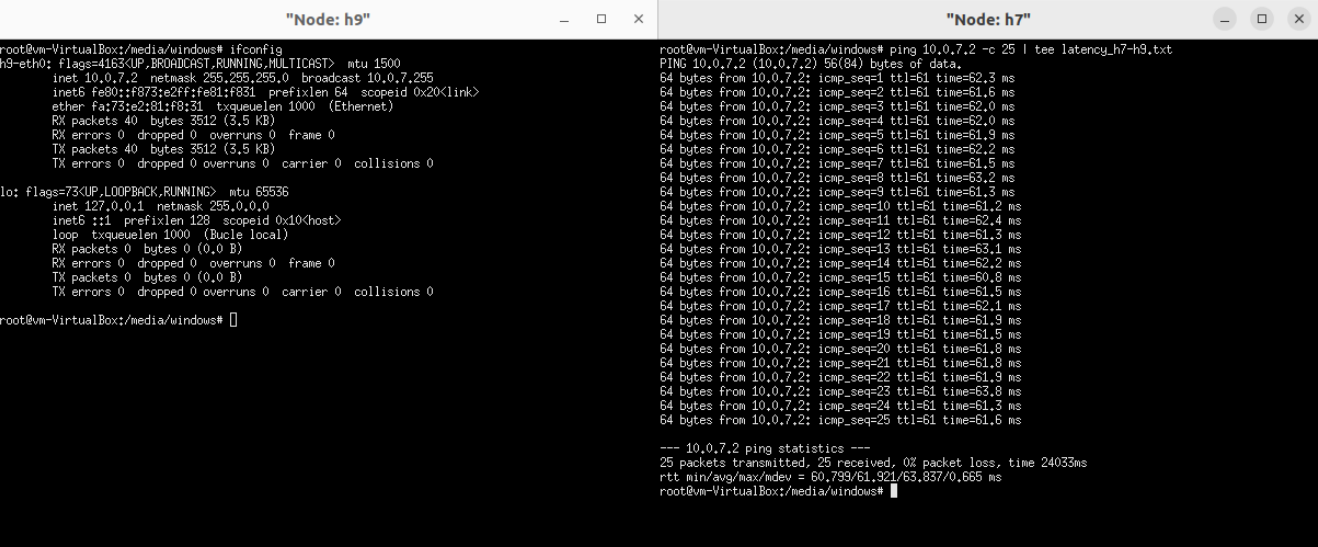 "Node: h9"
root@vm-VirtualBox:/media/windows# ifconfig
h9-eth0: flags=4163<UP,BROADCAST,RUNNING,MULTICAST>  mtu 1500
        inet 10.0.7.2  netmask 255.255.255.0  broadcast 10.0.7.255
        inet6 fe80::f873:e2ff:fe81:f831  prefixlen 64  scopeid 0x20<link>
        ether fa:73:e2:81:f8:31  txqueuelen 1000  (Ethernet)
        RX packets 40  bytes 3512 (3.5 KB)
        RX errors 0  dropped 0  overruns 0  frame 0
        TX packets 40  bytes 3512 (3.5 KB)
        TX errors 0  dropped 0 overruns 0  carrier 0  collisions 0
lo: flags=73<UP,LOOPBACK,RUNNING>  mtu 65536
        inet 127.0.0.1  netmask 255.0.0.0
        inet6 ::1  prefixlen 128  scopeid 0x10<host>
        loop  txqueuelen 1000  (Bucle local)
        RX packets 0  bytes 0 (0.0 B)
        RX errors 0  dropped 0  overruns 0  frame 0
        TX packets 0  bytes 0 (0.0 B)
        TX errors 0  dropped 0 overruns 0  carrier 0  collisions 0
root@vm-VirtualBox:/media/windows#
"Node: h7"
root@vm-VirtualBox:/media/windows# ping 10.0.7.2 -c 25 | tee latency_h7-h9.txt
PING 10.0.7.2 (10.0.7.2) 56(84) bytes of data.
64 bytes from 10.0.7.2: icmp_seq=1 ttl=61 time=62.3 ms
64 bytes from 10.0.7.2: icmp_seq=2 ttl=61 time=61.6 ms
64 bytes from 10.0.7.2: icmp_seq=3 ttl=61 time=62.0 ms
64 bytes from 10.0.7.2: icmp_seq=4 ttl=61 time=62.0 ms
64 bytes from 10.0.7.2: icmp_seq=5 ttl=61 time=61.9 ms
64 bytes from 10.0.7.2: icmp_seq=6 ttl=61 time=62.2 ms
64 bytes from 10.0.7.2: icmp_seq=7 ttl=61 time=61.5 ms
64 bytes from 10.0.7.2: icmp_seq=8 ttl=61 time=63.2 ms
64 bytes from 10.0.7.2: icmp_seq=9 ttl=61 time=61.3 ms
64 bytes from 10.0.7.2: icmp_seq=10 ttl=61 time=61.2 ms
64 bytes from 10.0.7.2: icmp_seq=11 ttl=61 time=62.4 ms
64 bytes from 10.0.7.2: icmp_seq=12 ttl=61 time=61.3 ms
64 bytes from 10.0.7.2: icmp_seq=13 ttl=61 time=63.1 ms
64 bytes from 10.0.7.2: icmp_seq=14 ttl=61 time=62.2 ms
64 bytes from 10.0.7.2: icmp_seq=15 ttl=61 time=60.8 ms
64 bytes from 10.0.7.2: icmp_seq=16 ttl=61 time=61.5 ms
64 bytes from 10.0.7.2: icmp_seq=17 ttl=61 time=62.1 ms
64 bytes from 10.0.7.2: icmp_seq=18 ttl=61 time=61.9 ms
64 bytes from 10.0.7.2: icmp_seq=19 ttl=61 time=61.5 ms
64 bytes from 10.0.7.2: icmp_seq=20 ttl=61 time=61.8 ms
64 bytes from 10.0.7.2: icmp_seq=21 ttl=61 time=61.8 ms
64 bytes from 10.0.7.2: icmp_seq=22 ttl=61 time=61.9 ms
64 bytes from 10.0.7.2: icmp_seq=23 ttl=61 time=63.8 ms
64 bytes from 10.0.7.2: icmp_seq=24 ttl=61 time=61.3 ms
64 bytes from 10.0.7.2: icmp_seq=25 ttl=61 time=61.6 ms
--- 10.0.7.2 ping statistics ---
25 packets transmitted, 25 received, 0% packet loss, time 24033ms
rtt min/avg/max/mdev = 60.799/61.921/63.837/0.665 ms
root@vm-VirtualBox:/media/windows#